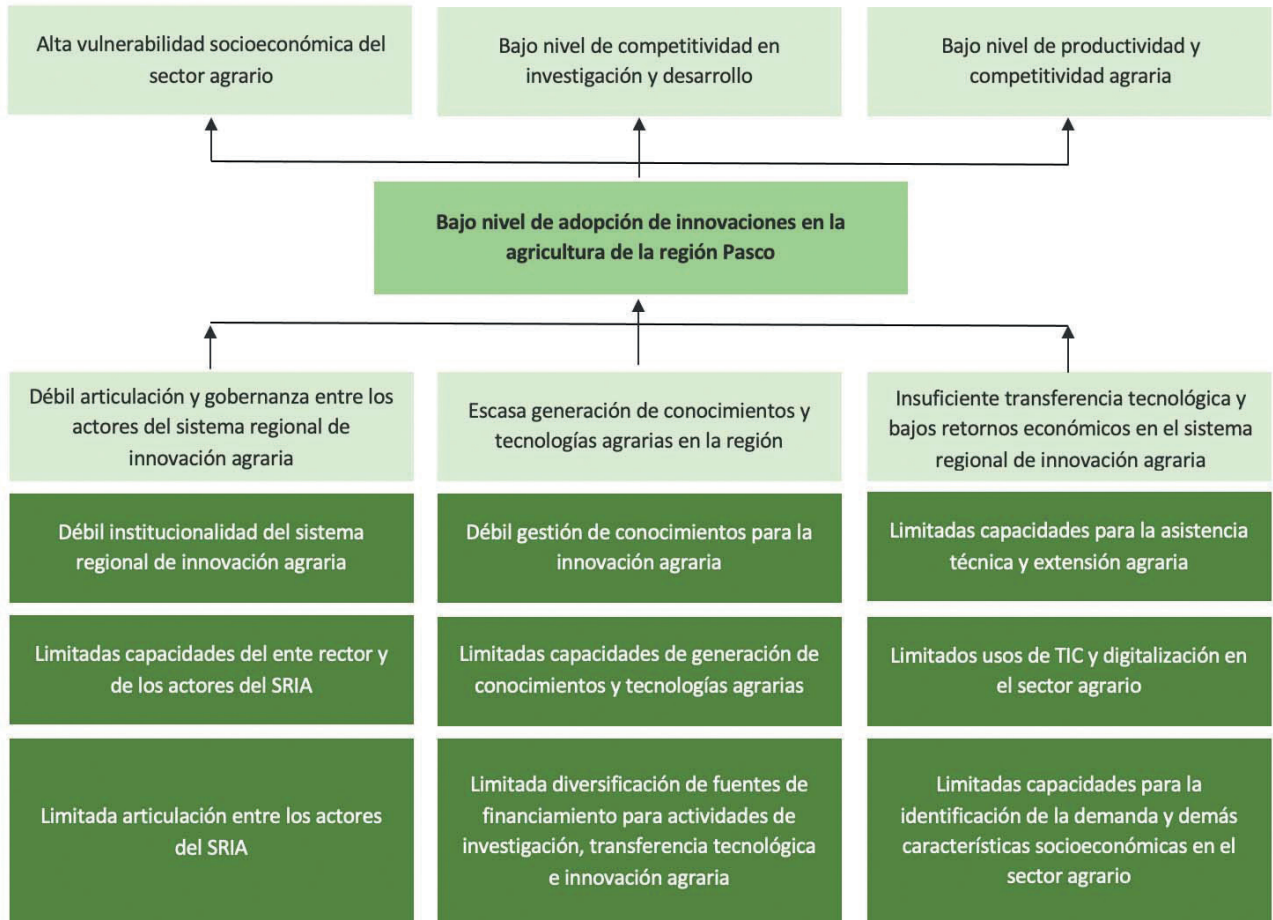 Alta vulnerabilidad socioeconómica del
sector agrario
Bajo nivel de competitividad en
investigación y desarrollo
Bajo nivel de productividad y
competitividad agraria
Bajo nivel de adopción de innovaciones en la
agricultura de la región Pasco
Débil articulación y gobernanza entre los
actores del sistema regional de
innovación agraria
Escasa generación de conocimientos y
tecnologías agrarias en la región
Insuficiente transferencia tecnológica y
bajos retornos económicos en el sistema
regional de innovación agraria
Débil institucionalidad del sistema
regional de innovación agraria
Débil gestión de conocimientos para la
innovación agraria
Limitadas capacidades para la asistencia
técnica y extensión agraria
Limitadas capacidades del ente rector y
de los actores del SRIA
Limitadas capacidades de generación de
conocimientos y tecnologías agrarias
Limitados usos de TIC y digitalización en
el sector agrario
Limitada articulación entre los actores
del SRIA
Limitada diversificación de fuentes de
financiamiento para actividades de
investigación, transferencia tecnológica
e innovación agraria
Limitadas capacidades para la
identificación de la demanda y demás
características socioeconómicas en el
sector agrario